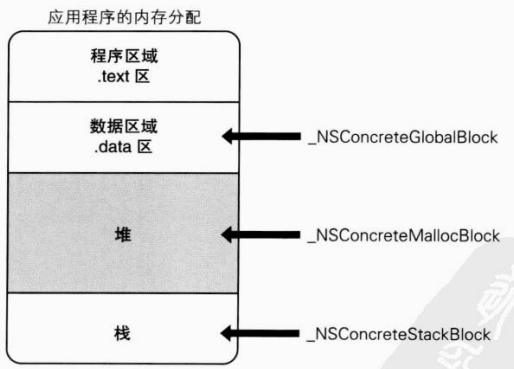 应用程序的内存分配
程序区域
.text 区
数据区域
.data 区
_NSConcreteGlobalBlock
堆
_NSConcreteMallocBlock
栈
_NSConcreteStackBlock